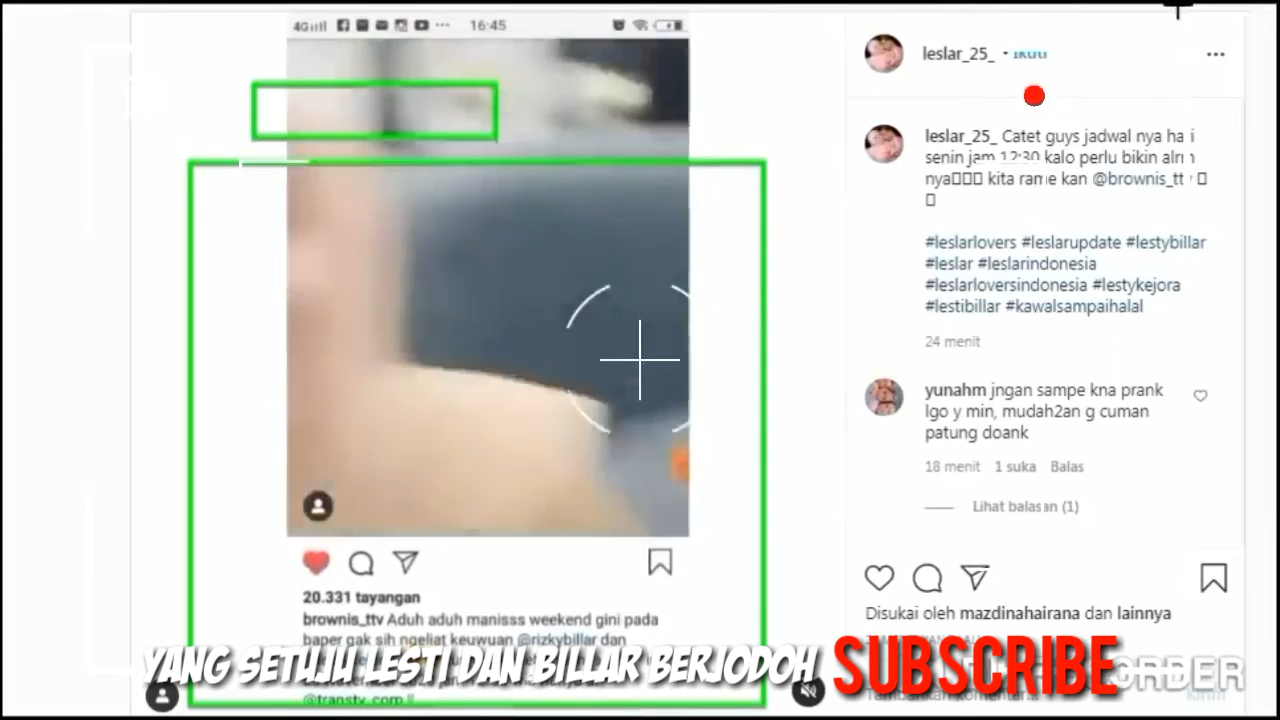 4G
16:45
20.331 tayangan
brownis_ttv Aduh aduh manisss weekend gini pada
baper gak sih ngeliat keuwuan @rizkybillar dan
@transtv_corp !!
YANG SETUJU LESTI DAN BILLAR BERJODOH
SUBSCRIBE
leslar_25_ • Ikuti
leslar_25_ Catet guys jadwal nya ha i
senin jam 12:30 kalo perlu bikin alr
nya kita rame kan @brownis_tt
#leslarlovers #leslarupdate #lestybillar
#leslar #leslarindonesia
#leslarloversindonesia #lestykejora
#lestibillar #kawalsampaihalal
24 menit
yunahm jngan sampe kna prank
lgo y min, mudah2an g cuman
patung doank
18 menit 1 suka Balas
Lihat balasan (1)
Disukai oleh mazdinahairana dan lainnya
Tambahkan komentar...